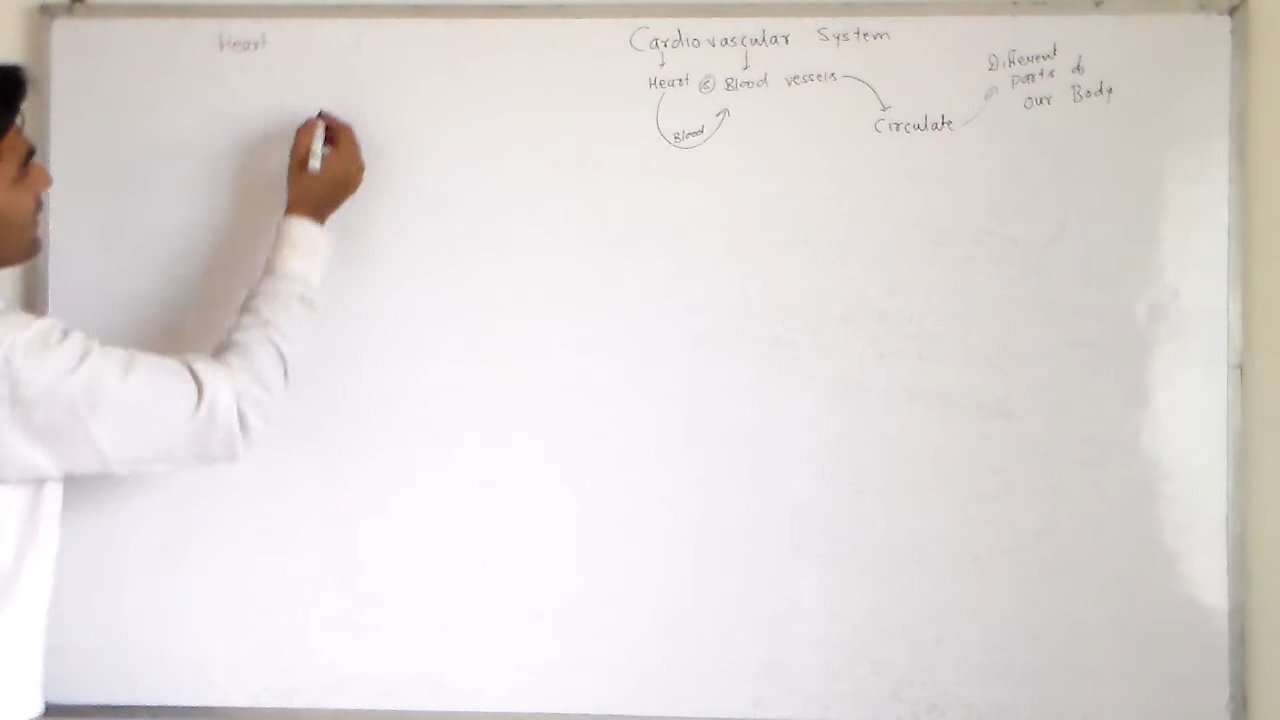 Heart
Cardiovascular System
Heart & Blood vessels
Blood
Circulate
Different
parts of
our Body